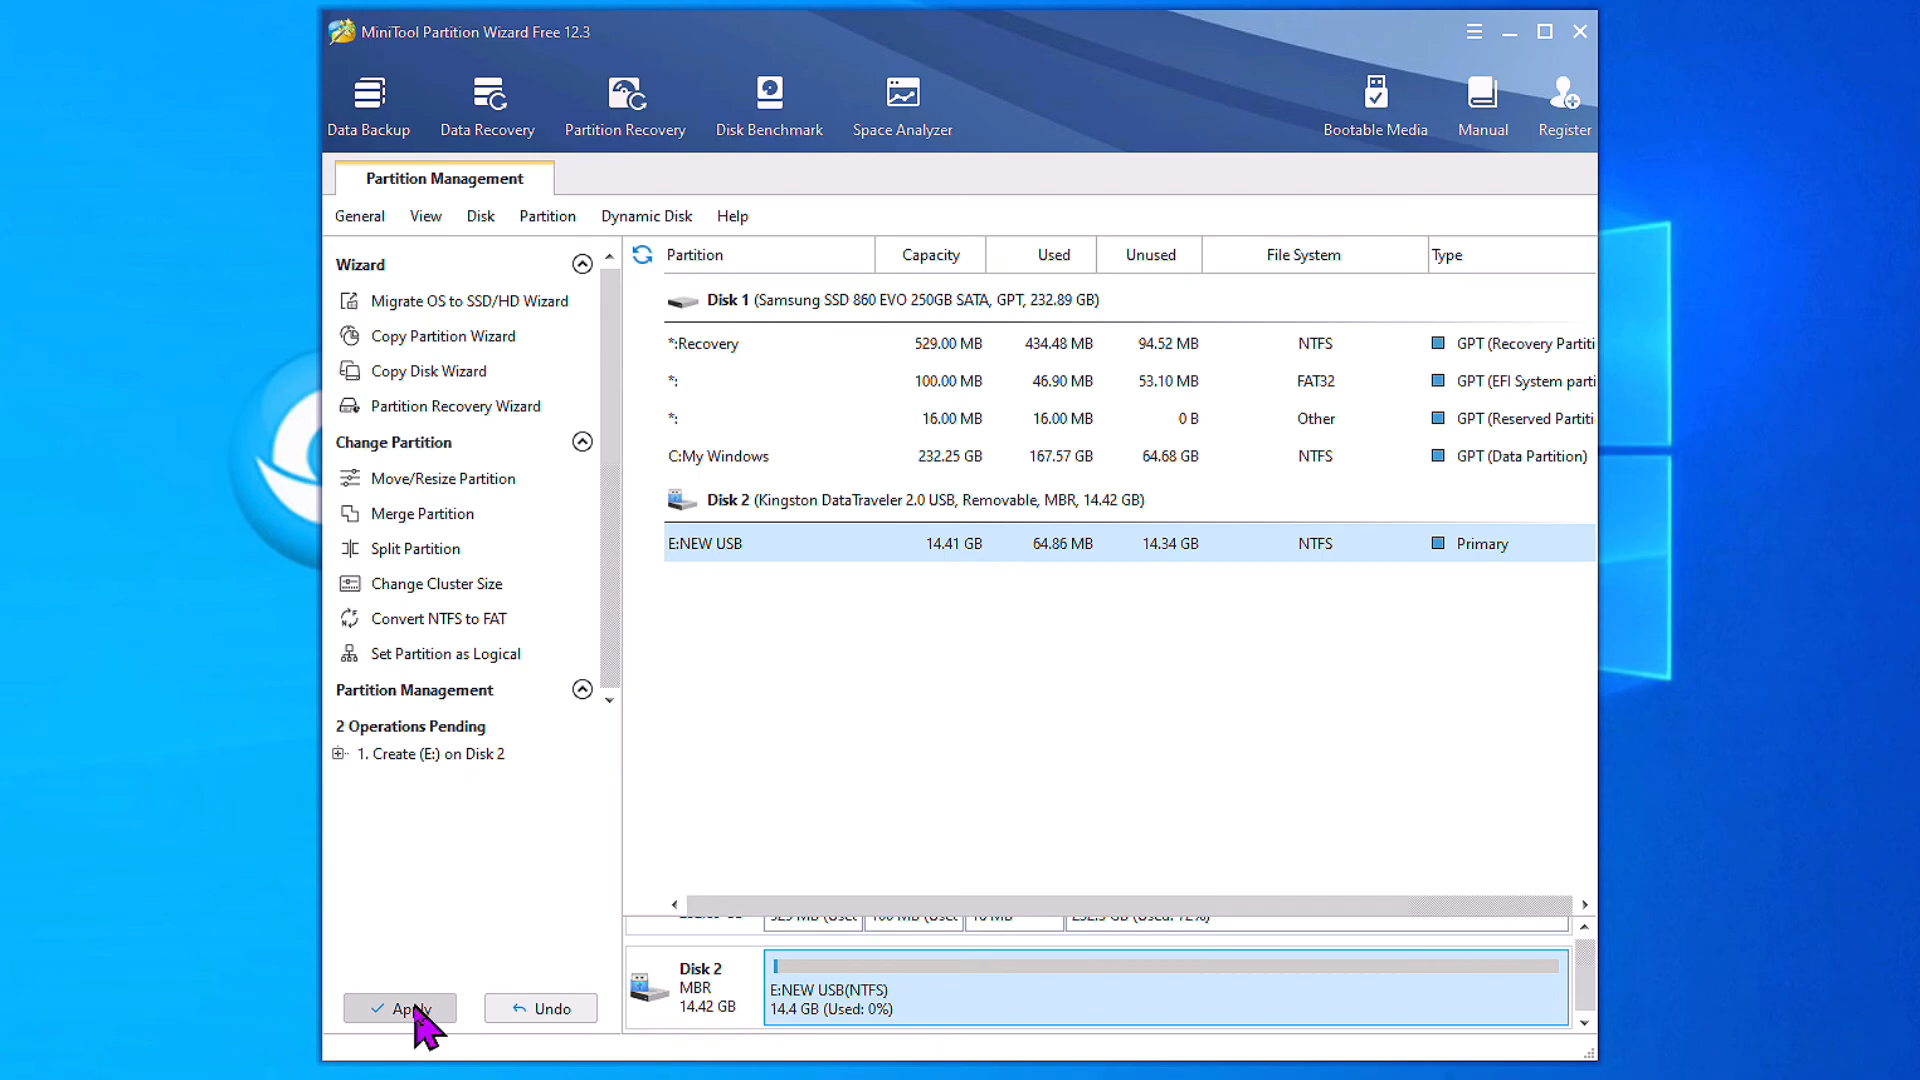 MiniTool Partition Wizard Free 12.3
Data Backup
Data Recovery
Partition Recovery
Disk Benchmark
Space Analyzer
Bootable Media
Manual
Register
Partition Management
General View Disk Partition Dynamic Disk Help
Wizard
Migrate OS to SSD/HD Wizard
Copy Partition Wizard
Copy Disk Wizard
Partition Recovery Wizard
Change Partition
Move/Resize Partition
Merge Partition
Split Partition
Change Cluster Size
Convert NTFS to FAT
Set Partition as Logical
Partition Management
2 Operations Pending
1. Create (E:) on Disk 2
Apply
Undo
Partition Capacity Used Unused File System Type
Disk 1 (Samsung SSD 860 EVO 250GB SATA, GPT, 232.89 GB)
*:Recovery 529.00 MB 434.48 MB 94.52 MB NTFS GPT (Recovery Partiti
*: 100.00 MB 46.90 MB 53.10 MB FAT32 GPT (EFI System parti
*: 16.00 MB 16.00 MB 0 B Other GPT (Reserved Partiti
C:My Windows 232.25 GB 167.57 GB 64.68 GB NTFS GPT (Data Partition)
Disk 2 (Kingston DataTraveler 2.0 USB, Removable, MBR, 14.42 GB)
E:NEW USB 14.41 GB 64.86 MB 14.34 GB NTFS Primary
Disk 2
MBR
14.42 GB
E:NEW USB(NTFS)
14.4 GB (Used: 0%)